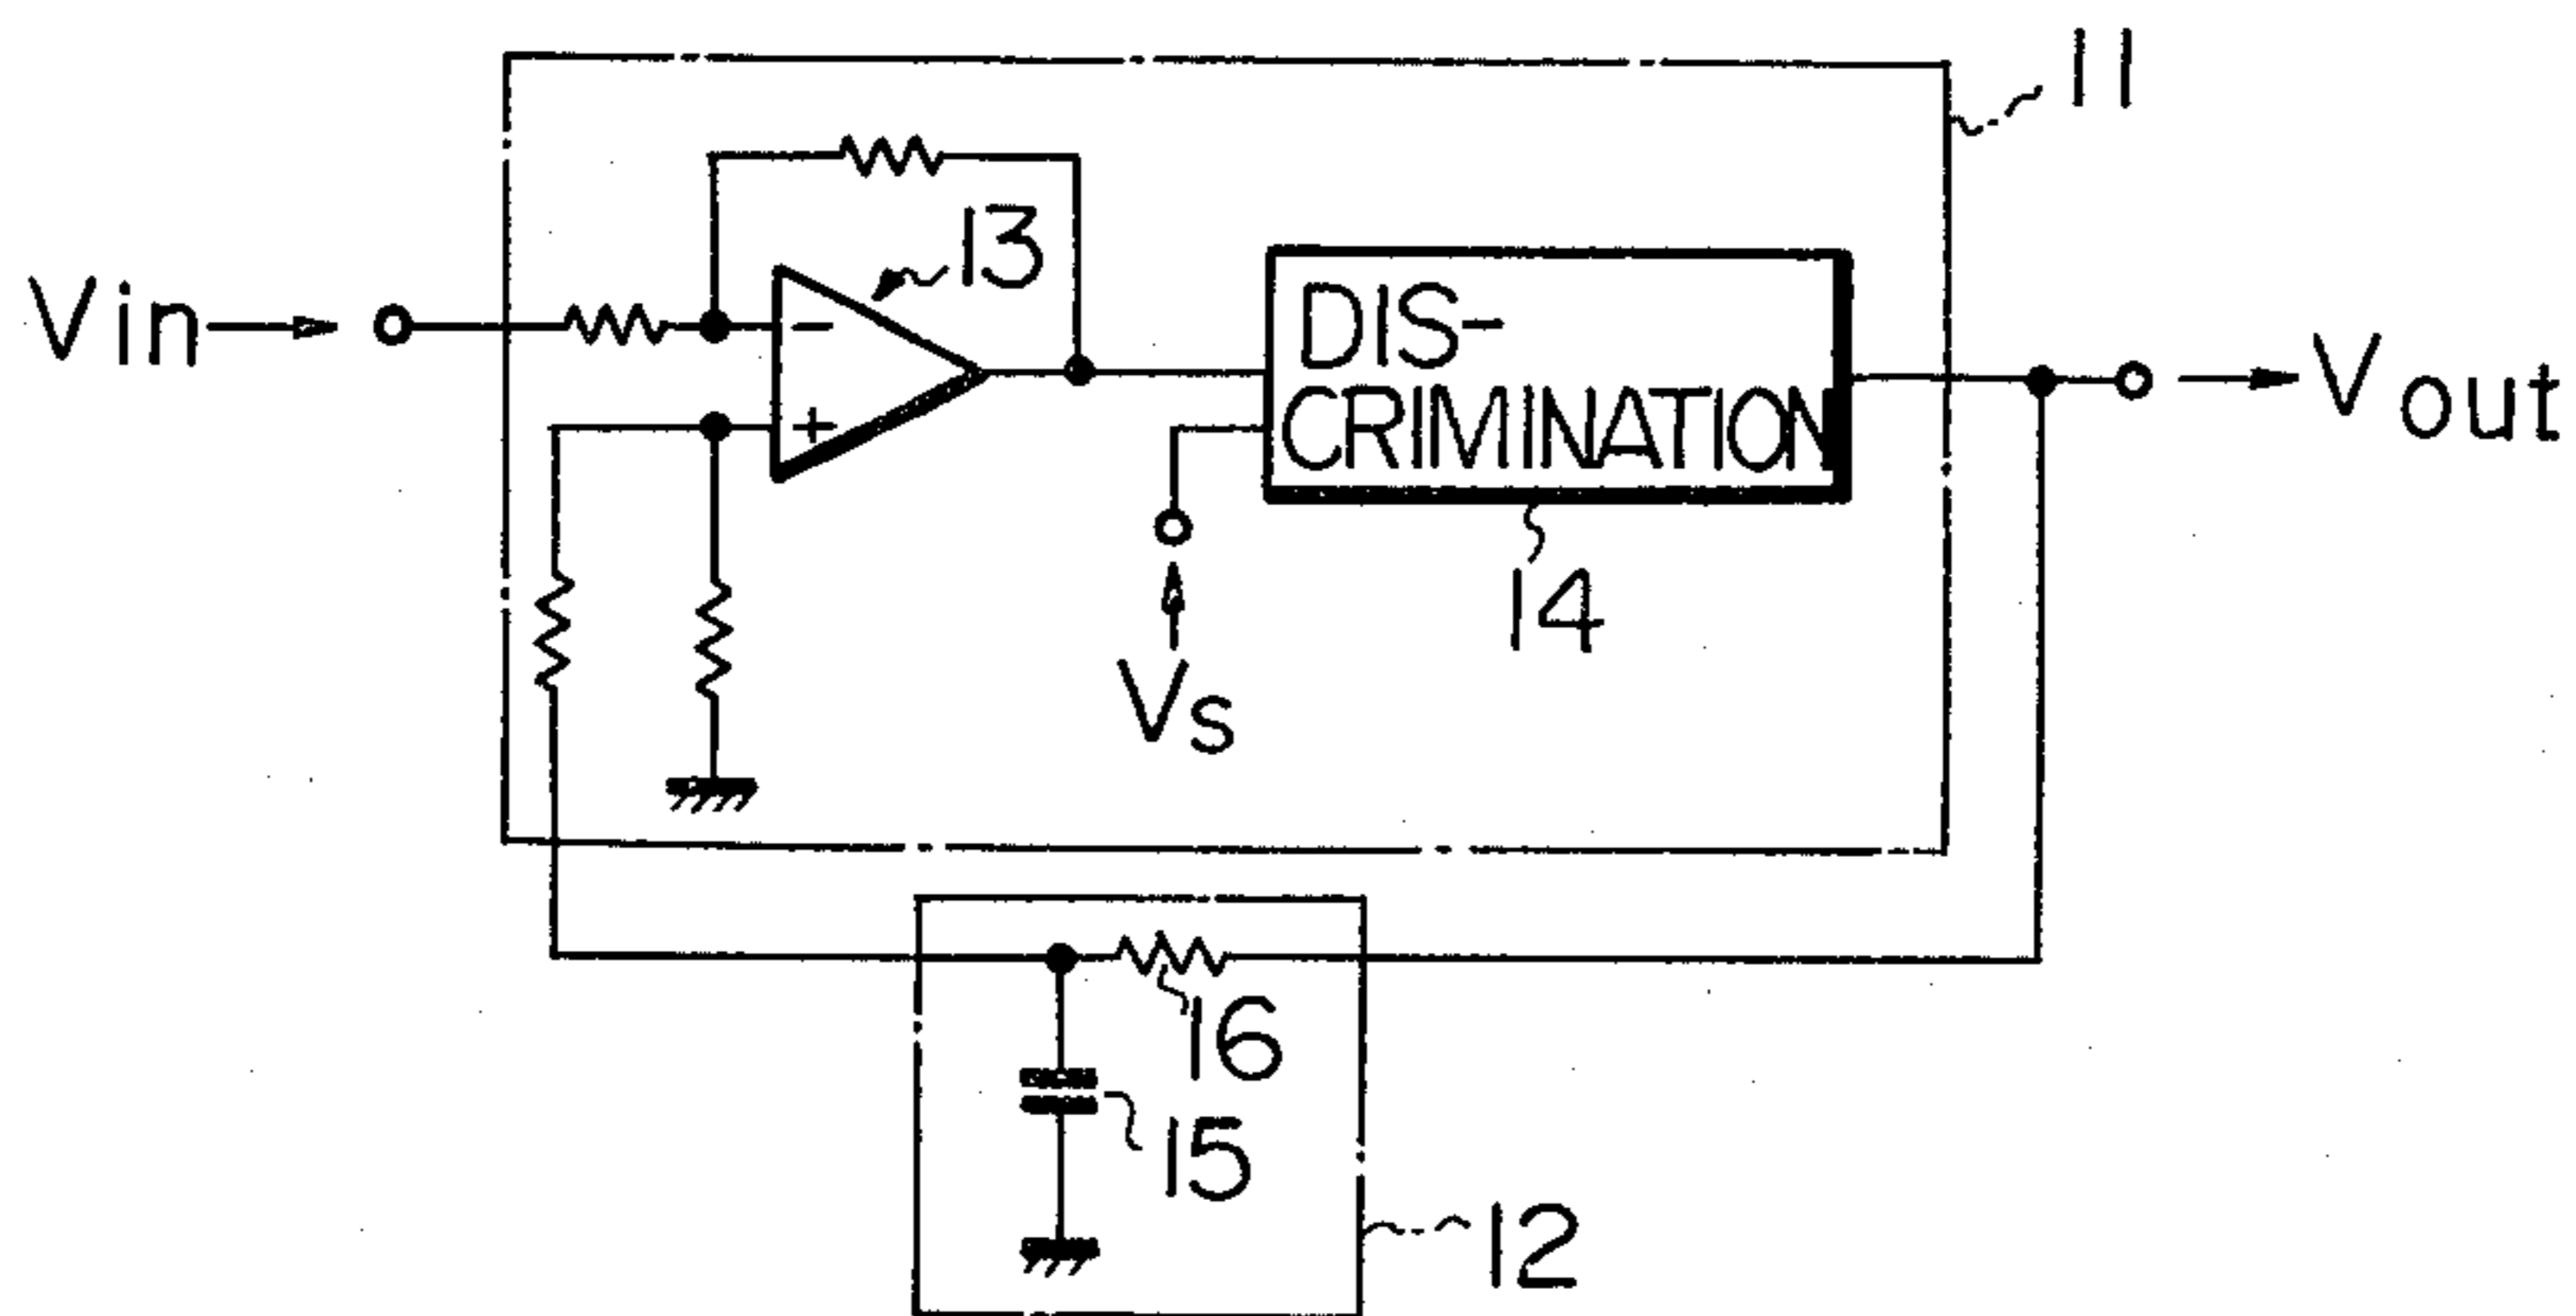 11
13
Vin
DIS-
CRIMINATION
Vout
−
+
14
Vs
16
15
12